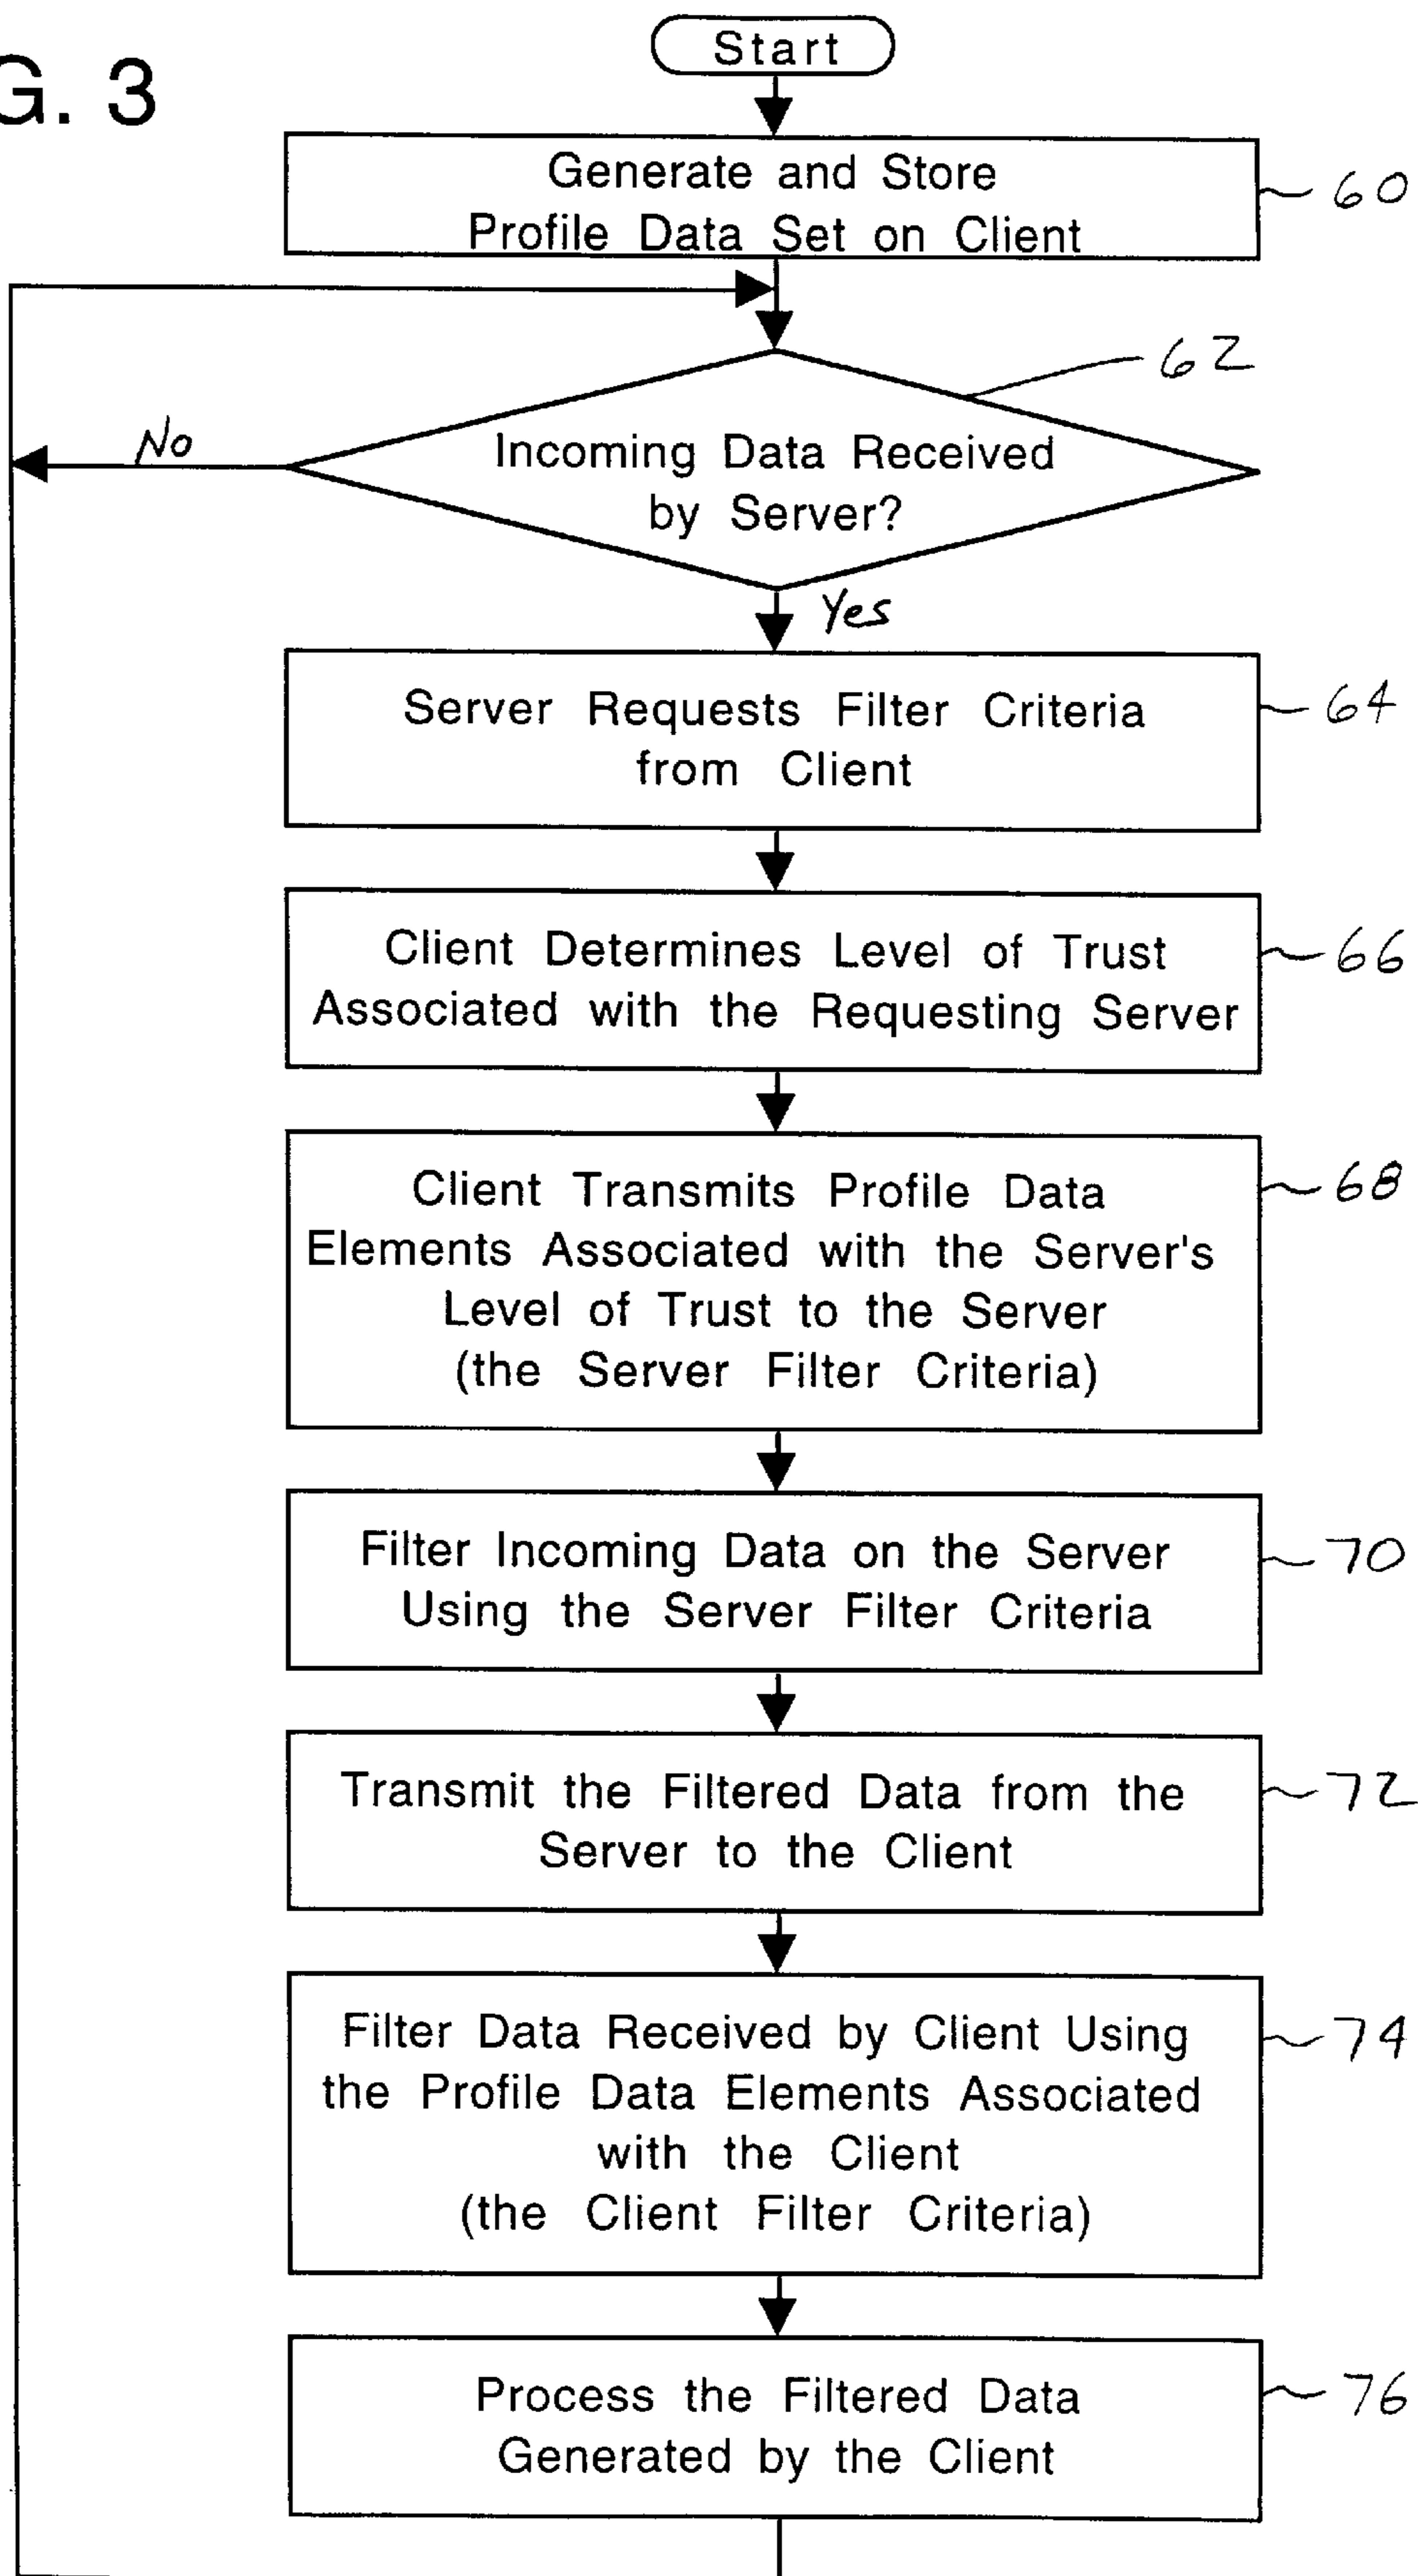 G. 3
Start
Generate and Store
Profile Data Set on Client
60
62
Incoming Data Received
by Server?
No
Yes
Server Requests Filter Criteria
from Client
64
Client Determines Level of Trust
Associated with the Requesting Server
66
Client Transmits Profile Data
Elements Associated with the Server's
Level of Trust to the Server
(the Server Filter Criteria)
68
Filter Incoming Data on the Server
Using the Server Filter Criteria
70
Transmit the Filtered Data from the
Server to the Client
72
Filter Data Received by Client Using
the Profile Data Elements Associated
with the Client
(the Client Filter Criteria)
74
Process the Filtered Data
Generated by the Client
76